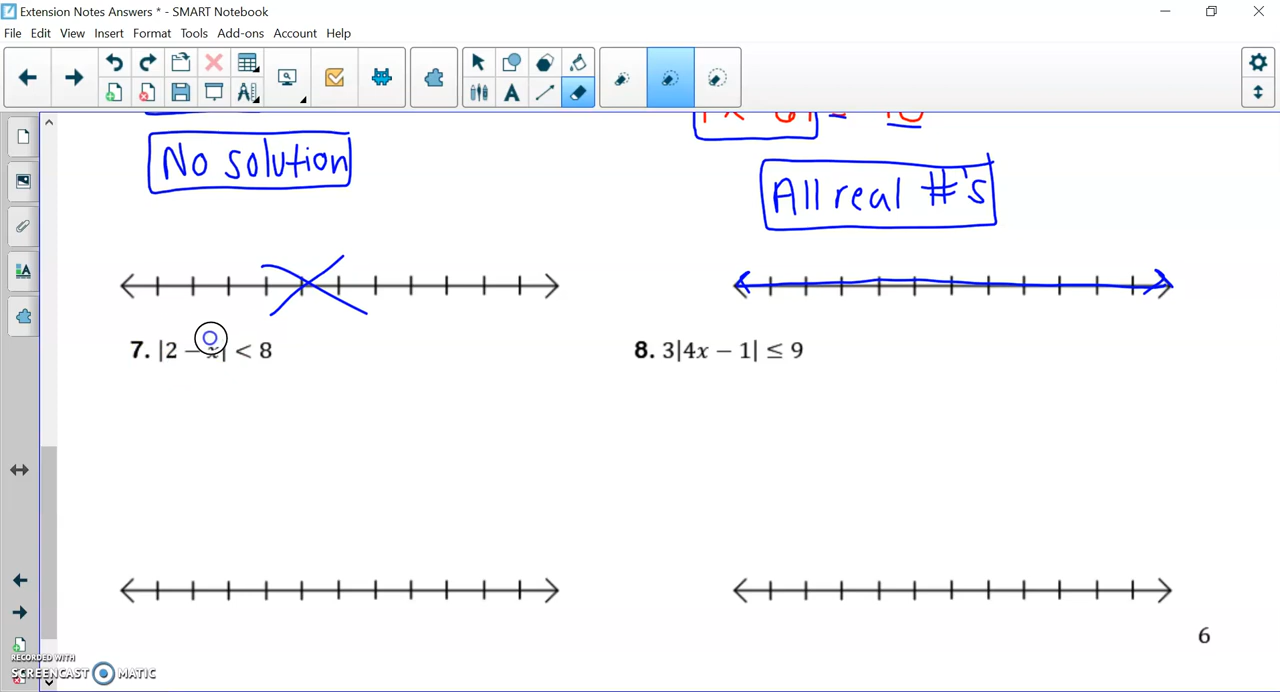 Extension Notes Answers * - SMART Notebook
File Edit View Insert Format Tools Add-ons Account Help
No solution
All real #'s
7. |2 − x| < 8
8. 3|4x − 1| ≤ 9
6
RECORDED WITH
SCREENCAST MATIC